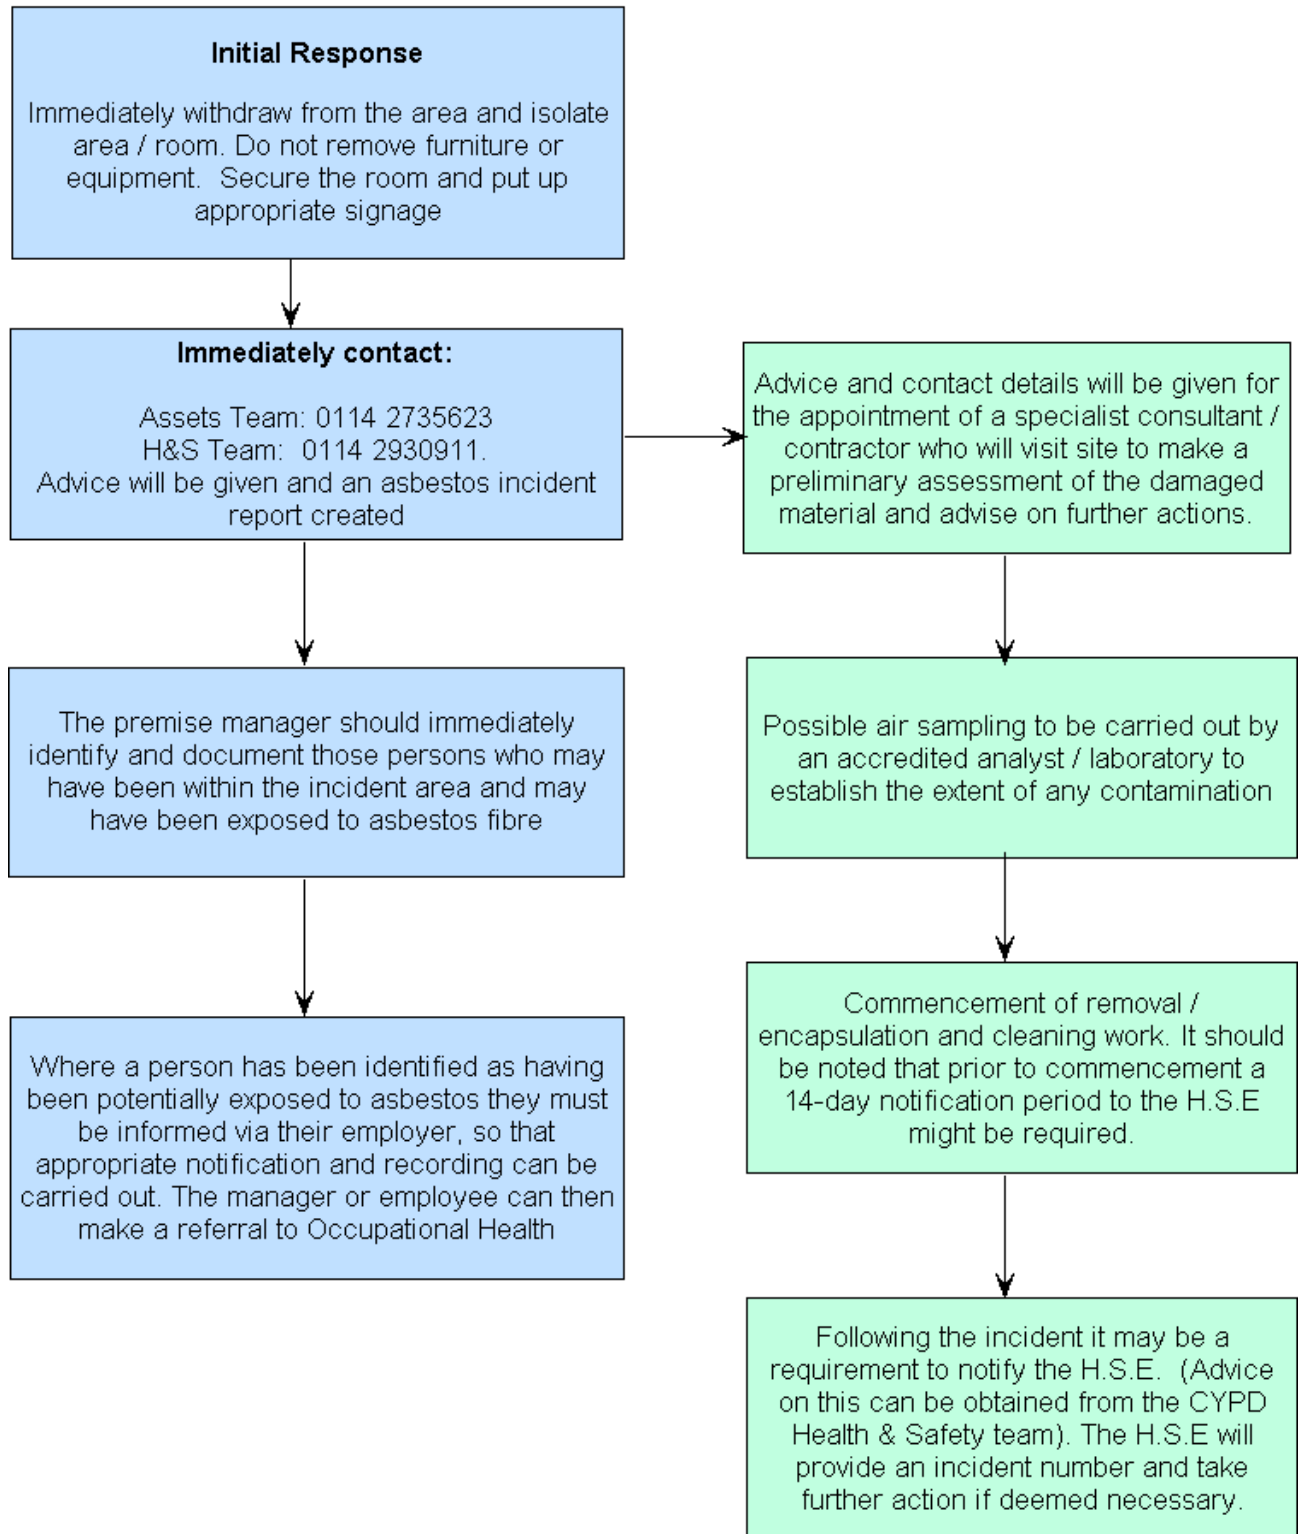 Initial Response
Immediately withdraw from the area and isolate
area / room. Do not remove furniture or
equipment.  Secure the room and put up
appropriate signage
Immediately contact:
Assets Team: 0114 2735623
H&S Team:  0114 2930911.
Advice will be given and an asbestos incident
report created
The premise manager should immediately
identify and document those persons who may
have been within the incident area and may
have been exposed to asbestos fibre
Where a person has been identified as having
been potentially exposed to asbestos they must
be informed via their employer, so that
appropriate notification and recording can be
carried out. The manager or employee can then
make a referral to Occupational Health
Advice and contact details will be given for
the appointment of a specialist consultant /
contractor who will visit site to make a
preliminary assessment of the damaged
material and advise on further actions.
Possible air sampling to be carried out by
an accredited analyst / laboratory to
establish the extent of any contamination
Commencement of removal /
encapsulation and cleaning work. It should
be noted that prior to commencement a
14-day notification period to the H.S.E
might be required.
Following the incident it may be a
requirement to notify the H.S.E.  (Advice
on this can be obtained from the CYPD
Health & Safety team). The H.S.E will
provide an incident number and take
further action if deemed necessary.